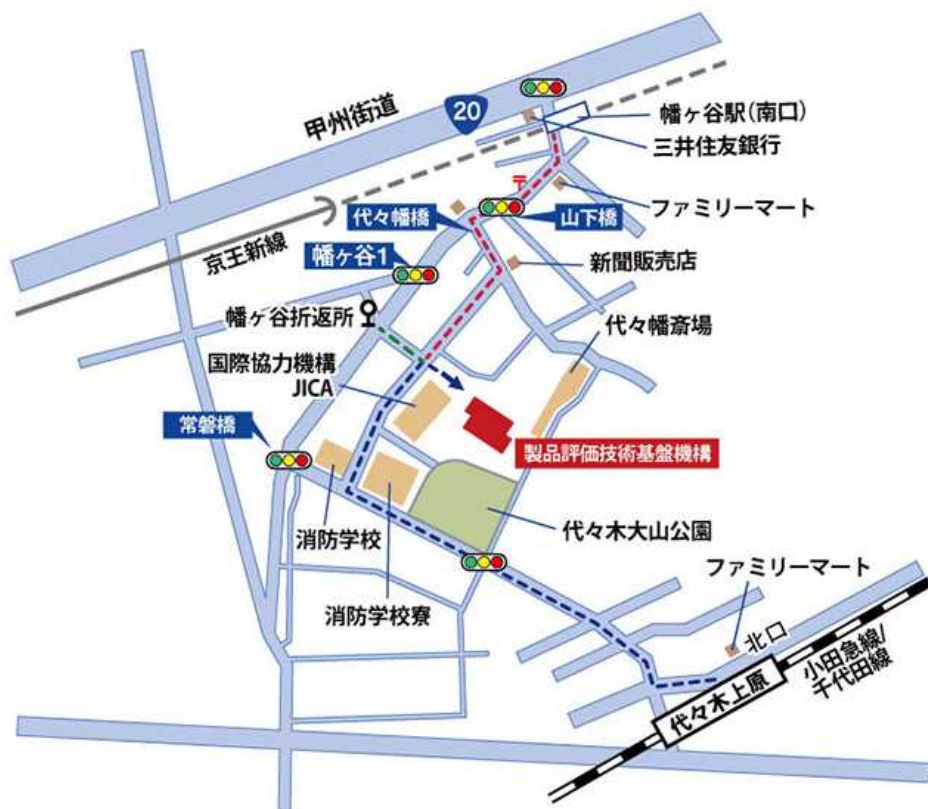 甲州街道
20
幡ヶ谷駅(南口)
三井住友銀行
〒
代々幡橋
山下橋
ファミリーマート
京王新線
幡ヶ谷1
新聞販売店
幡ヶ谷折返所
代々幡斎場
国際協力機構
JICA
常磐橋
製品評価技術基盤機構
消防学校
代々木大山公園
消防学校寮
ファミリーマート
北口
小田急線/
千代田線
代々木上原